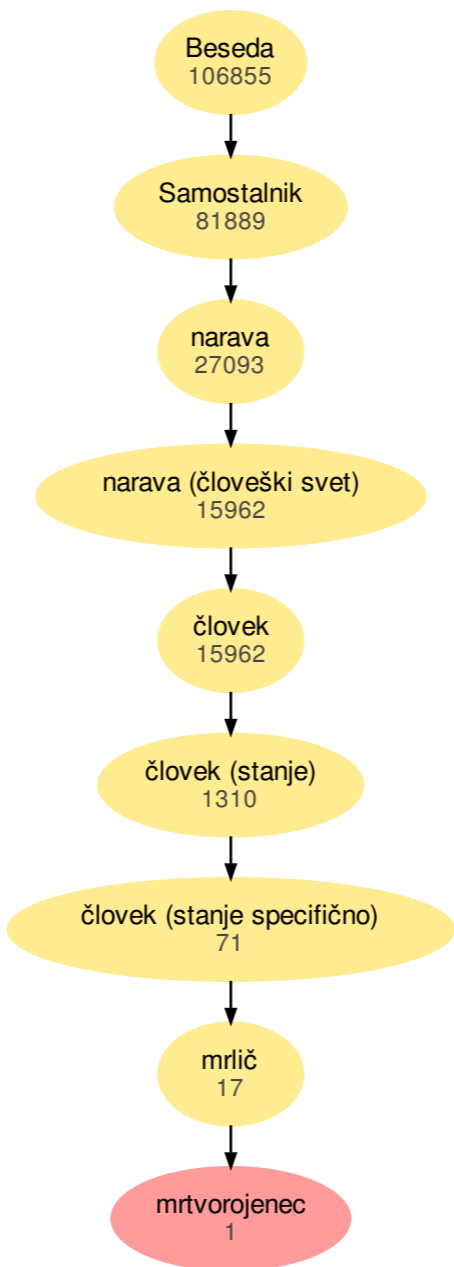 Beseda
106855
Samostalnik
81889
narava
27093
narava (človeški svet)
15962
človek
15962
človek (stanje)
1310
človek (stanje specifično)
71
mrlič
17
mrtvorojenec
1